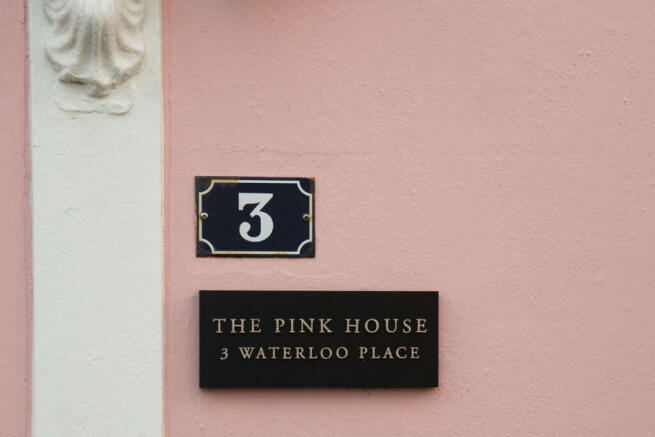 3
THE PINK HOUSE
3 WATERLOO PLACE